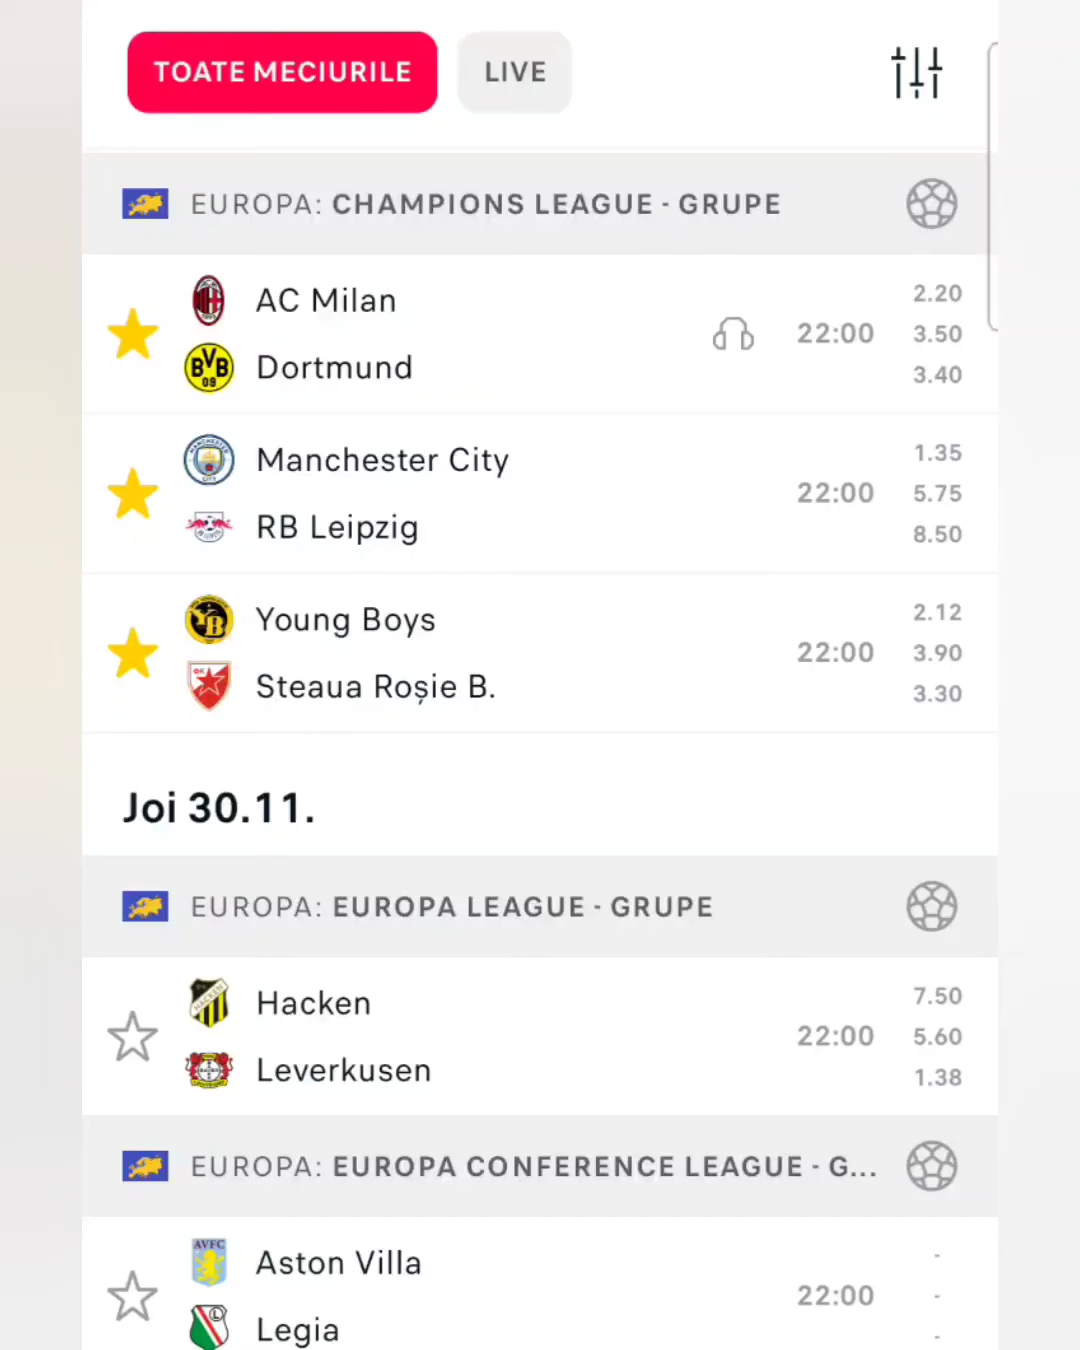 TOATE MECIURILE LIVE
EUROPA: CHAMPIONS LEAGUE - GRUPE
AC Milan
Dortmund
22:00
2.20
3.50
3.40
Manchester City
RB Leipzig
22:00
1.35
5.75
8.50
Young Boys
Steaua Roșie B.
22:00
2.12
3.90
3.30
Joi 30.11.
EUROPA: EUROPA LEAGUE - GRUPE
Hacken
Leverkusen
22:00
7.50
5.60
1.38
EUROPA: EUROPA CONFERENCE LEAGUE - G...
AVFC
Aston Villa
Legia
22:00
-
-
-